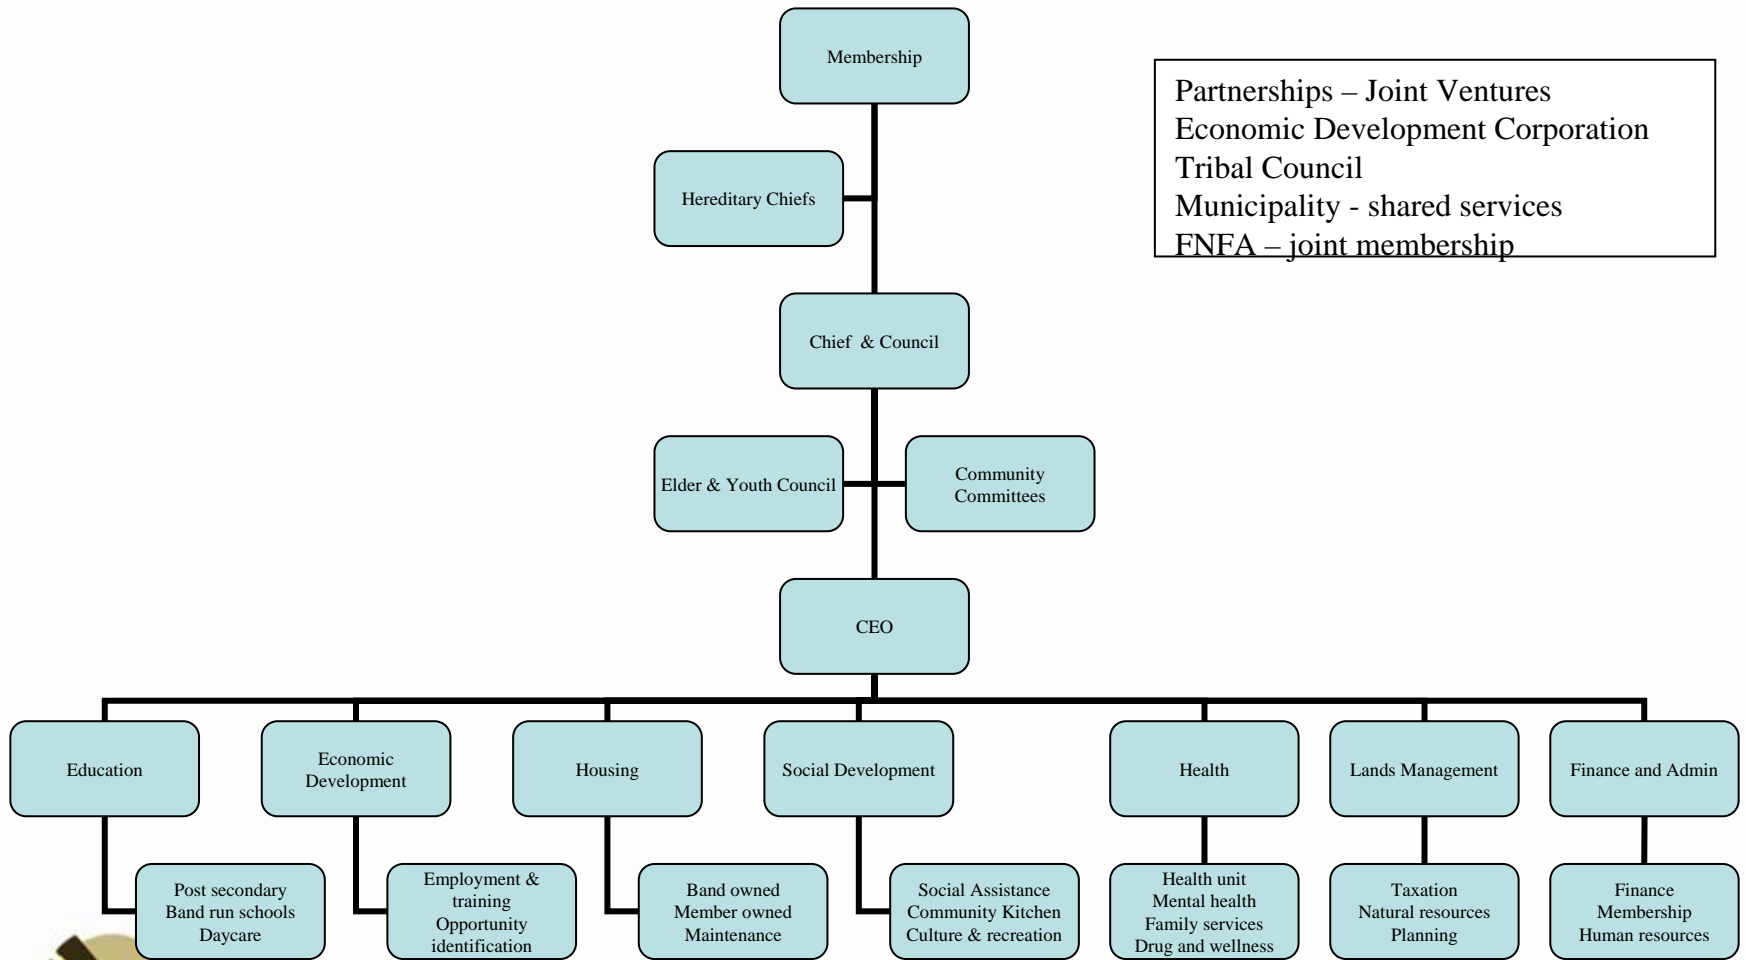 Membership
Partnerships – Joint Ventures
Economic Development Corporation
Tribal Council
Municipality - shared services
FNFA – joint membership
Hereditary Chiefs
Chief & Council
Elder & Youth Council
Community
Committees
CEO
Education
Economic
Development
Housing
Social Development
Health
Lands Management
Finance and Admin
Post secondary
Band run schools
Daycare
Employment &
training
Opportunity
identification
Band owned
Member owned
Maintenance
Social Assistance
Community Kitchen
Culture & recreation
Health unit
Mental health
Family services
Drug and wellness
Taxation
Natural resources
Planning
Finance
Membership
Human resources